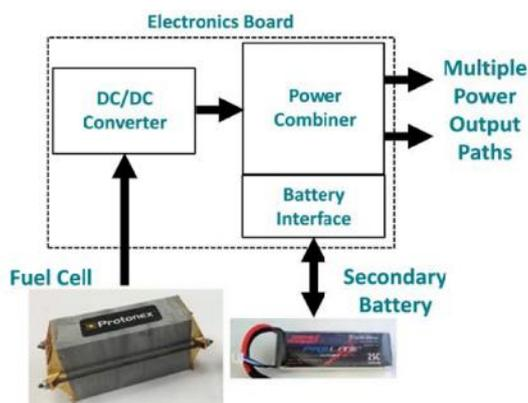 Electronics Board
DC/DC
Converter
Power
Combiner
Multiple
Power
Output
Paths
Battery
Interface
Fuel Cell
Secondary
Battery
Protonex
25C